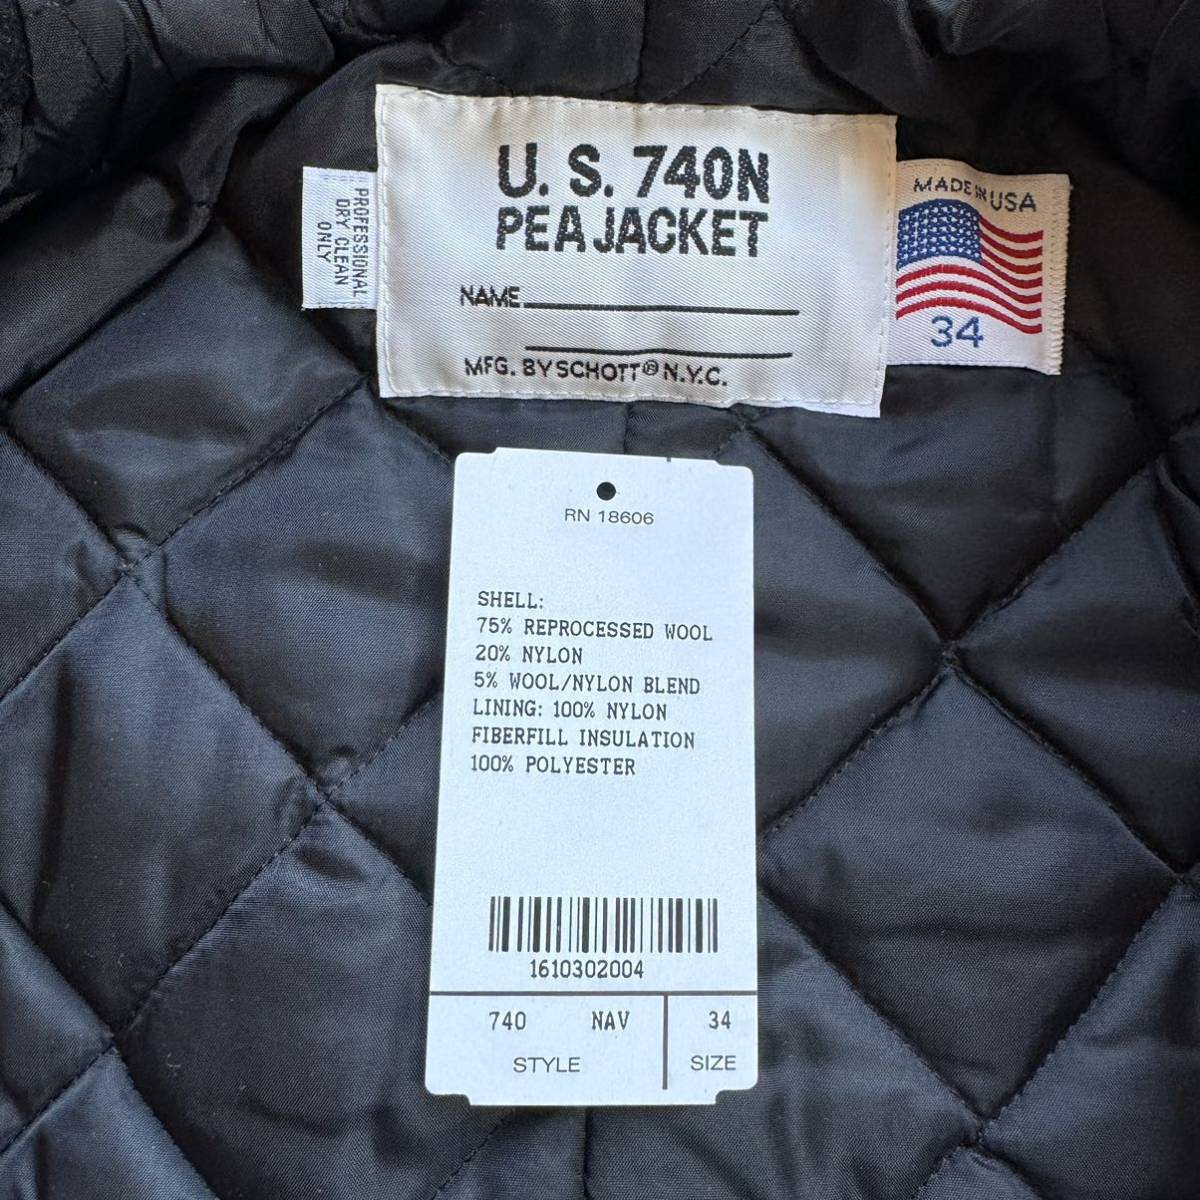 U. S. 740N
PEA JACKET
NAME
MFG. BY SCHOTT® N.Y.C.
PROFESSIONAL
DRY CLEAN
ONLY
MADE IN USA
34
RN 18606
SHELL:
75% REPROCESSED WOOL
20% NYLON
5% WOOL/NYLON BLEND
LINING: 100% NYLON
FIBERFILL INSULATION
100% POLYESTER
1610302004
740 NAV 34
STYLE SIZE